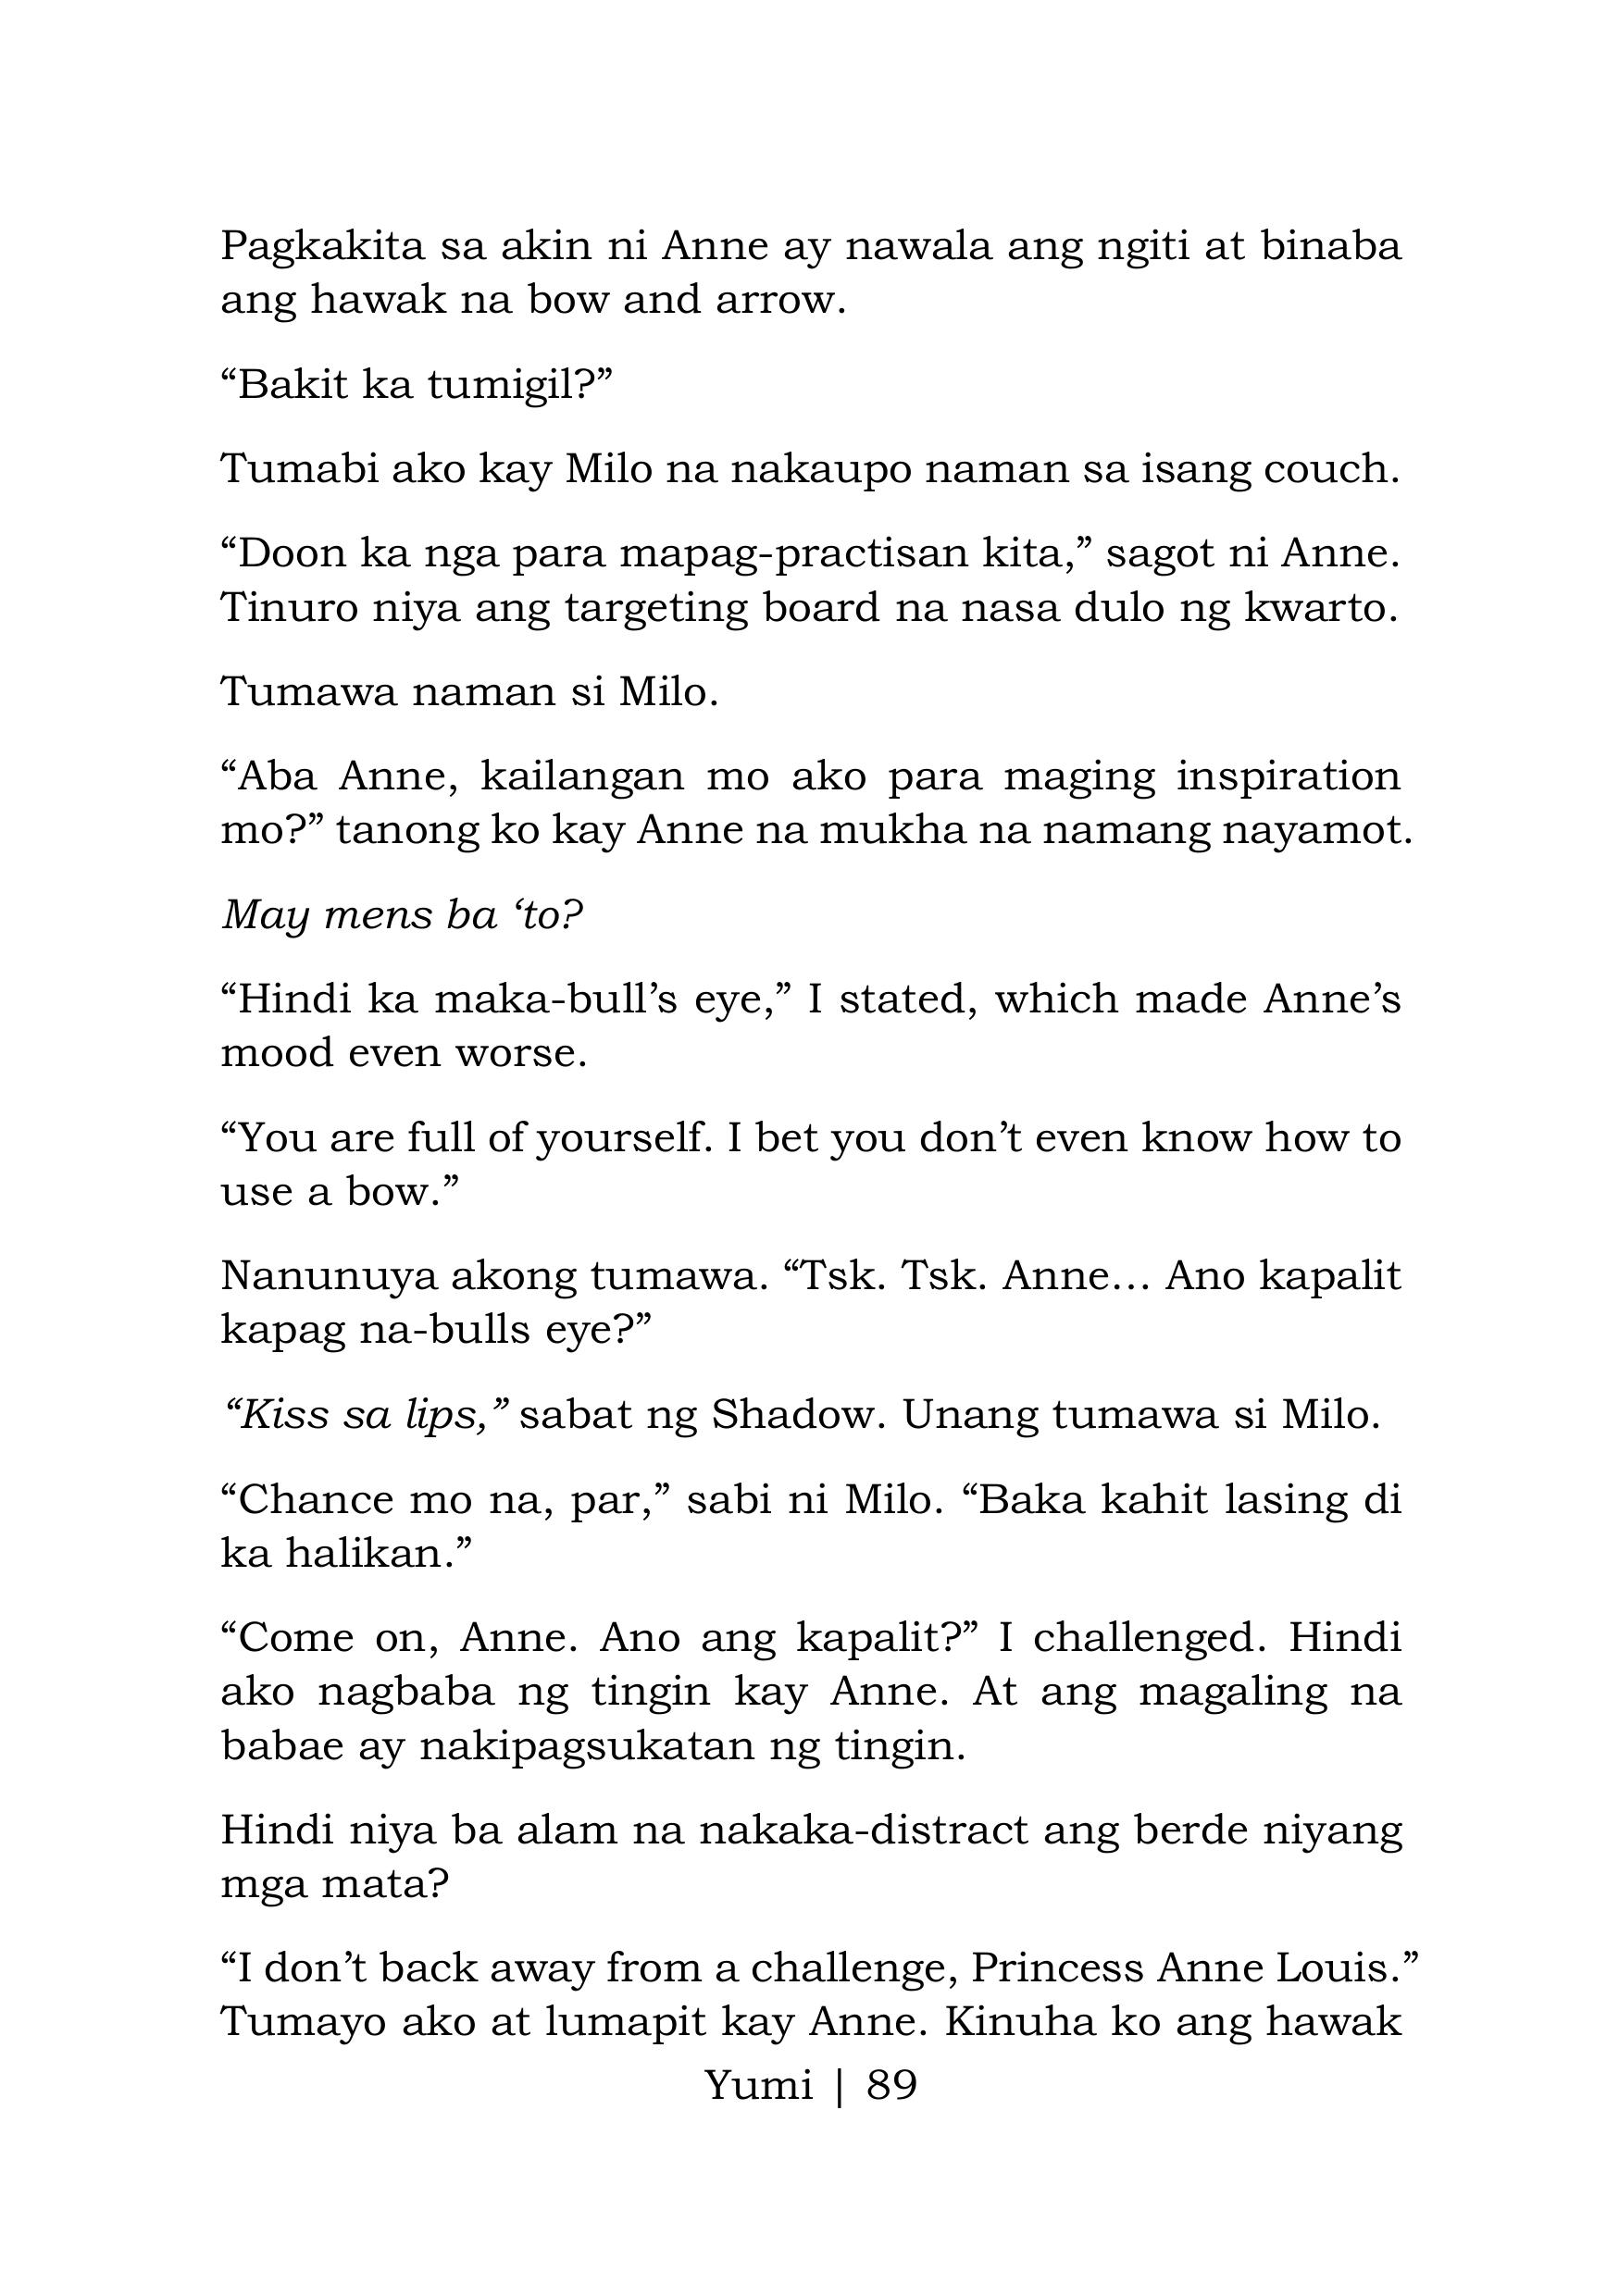 Pagkakita sa akin ni Anne ay nawala ang ngiti at binaba
ang hawak na bow and arrow.
“Bakit ka tumigil?”
Tumabi ako kay Milo na nakaupo naman sa isang couch.
“Doon ka nga para mapag-practisan kita,” sagot ni Anne.
Tinuro niya ang targeting board na nasa dulo ng kwarto.
Tumawa naman si Milo.
“Aba Anne, kailangan mo ako para maging inspiration
mo?” tanong ko kay Anne na mukha na namang nayamot.
May mens ba ‘to?
“Hindi ka maka-bull’s eye,” I stated, which made Anne’s
mood even worse.
“You are full of yourself. I bet you don’t even know how to
use a bow.”
Nanunuya akong tumawa. “Tsk. Tsk. Anne… Ano kapalit
kapag na-bulls eye?”
“Kiss sa lips,” sabat ng Shadow. Unang tumawa si Milo.
“Chance mo na, par,” sabi ni Milo. “Baka kahit lasing di
ka halikan.”
“Come on, Anne. Ano ang kapalit?” I challenged. Hindi
ako nagbaba ng tingin kay Anne. At ang magaling na
babae ay nakipagsukatan ng tingin.
Hindi niya ba alam na nakaka-distract ang berde niyang
mga mata?
“I don’t back away from a challenge, Princess Anne Louis.”
Tumayo ako at lumapit kay Anne. Kinuha ko ang hawak
Yumi | 89